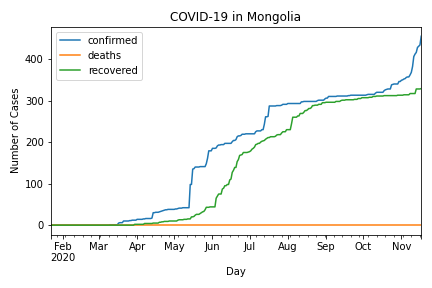 COVID-19 in Mongolia
confirmed
deaths
recovered
Number of Cases
400
300
200
100
0
Feb Mar Apr May Jun Jul Aug Sep Oct Nov
2020
Day